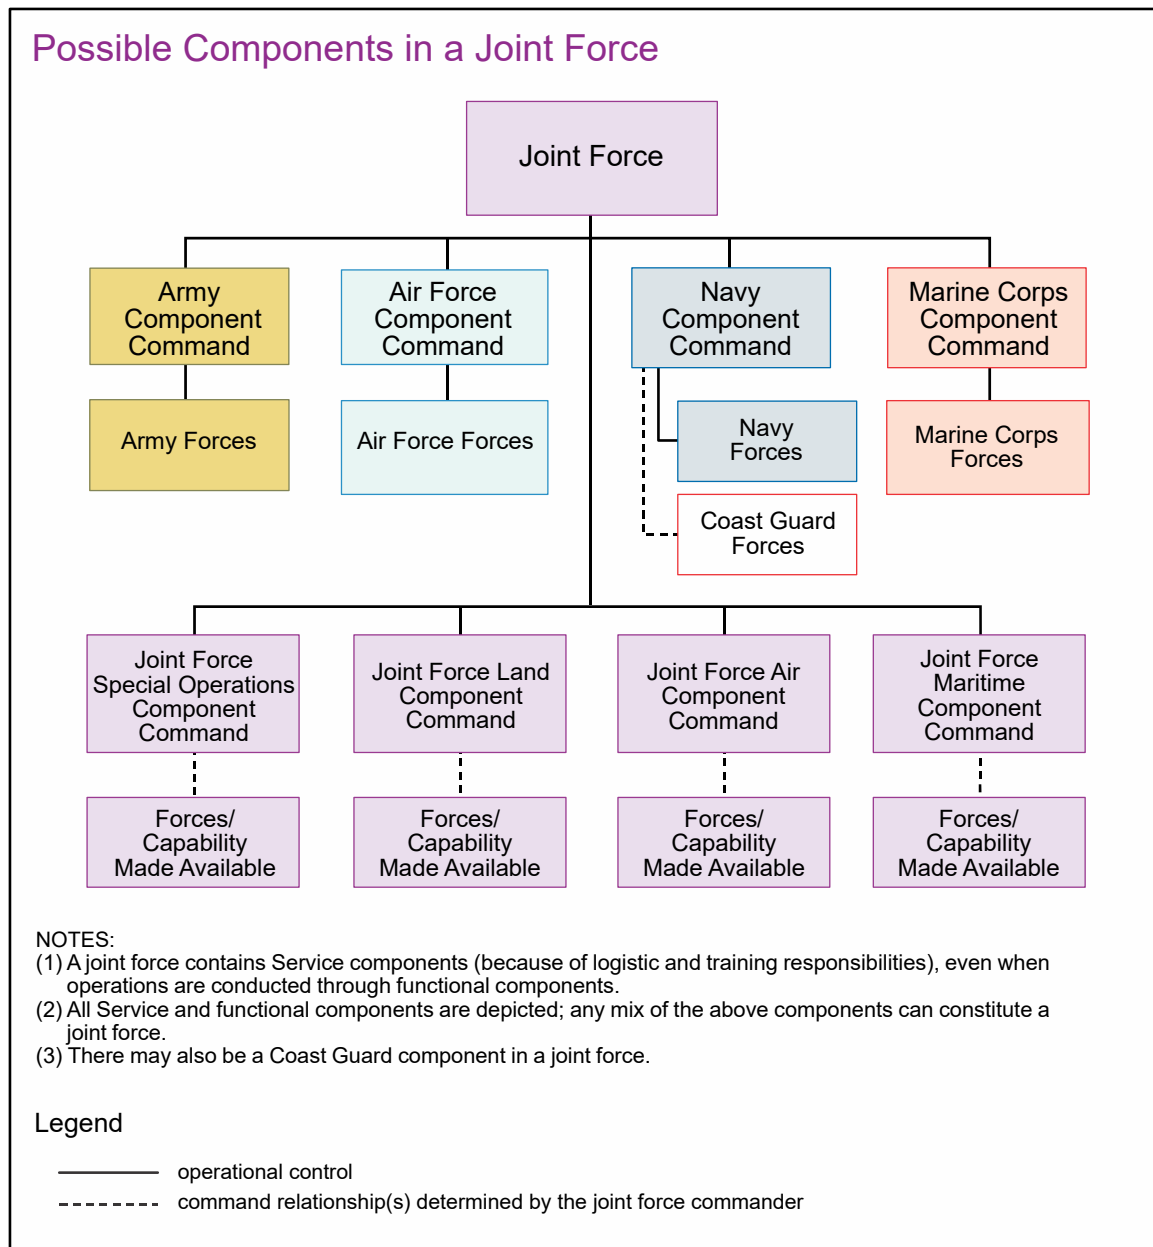 Possible Components in a Joint Force
Joint Force
Army
Component
Command
Air Force
Component
Command
Navy
Component
Command
Marine Corps
Component
Command
Army Forces
Air Force Forces
Navy
Forces
Marine Corps
Forces
Coast Guard
Forces
Joint Force
Special Operations
Component
Command
Joint Force Land
Component
Command
Joint Force Air
Component
Command
Joint Force
Maritime
Component
Command
Forces/
Capability
Made Available
Forces/
Capability
Made Available
Forces/
Capability
Made Available
Forces/
Capability
Made Available
NOTES:
(1) A joint force contains Service components (because of logistic and training responsibilities), even when
operations are conducted through functional components.
(2) All Service and functional components are depicted; any mix of the above components can constitute a
joint force.
(3) There may also be a Coast Guard component in a joint force.
Legend
operational control
command relationship(s) determined by the joint force commander